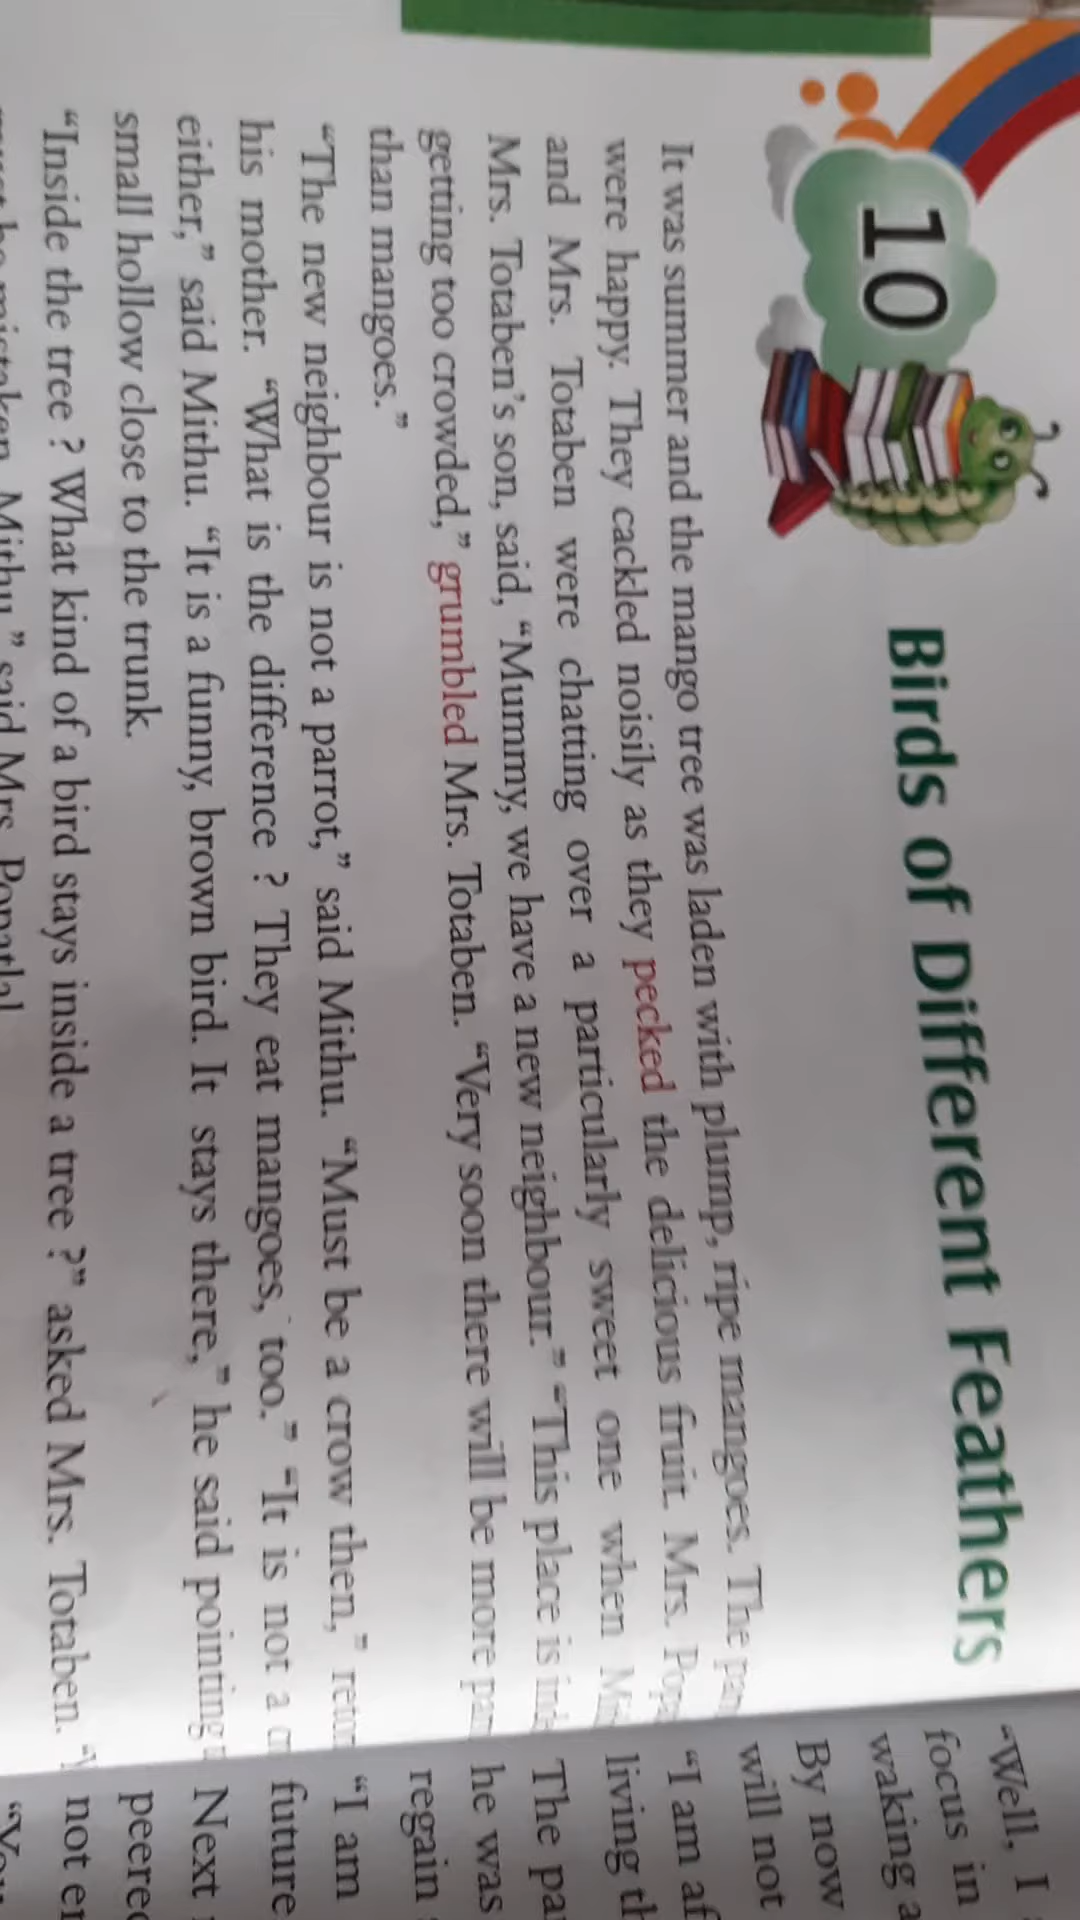 10
Birds of Different Feathers
It was summer and the mango tree was laden with plump, ripe mangoes. The
were happy. They cackled noisily as they pecked the delicious fruit. Mrs.
and Mrs. Totaben were chatting over a particularly sweet one when
Mrs. Totaben's son, said, “Mummy, we have a new neighbour.” “This place is
getting too crowded,” grumbled Mrs. Totaben. “Very soon there will be more
than mangoes.”
“The new neighbour is not a parrot,” said Mithu. “Must be a crow then,”
his mother. “What is the difference ? They eat mangoes, too.” “It is not a
either,” said Mithu. “It is a funny, brown bird. It stays there,” he said pointing
small hollow close to the trunk.
“Inside the tree ? What kind of a bird stays inside a tree ?” asked Mrs. Totaben.
mistaken, Mithu,” said Mrs.
“Well, I
focus in
waking a
By now
will not
“I am
living
The
he was
regain
“I am
future
Next
not